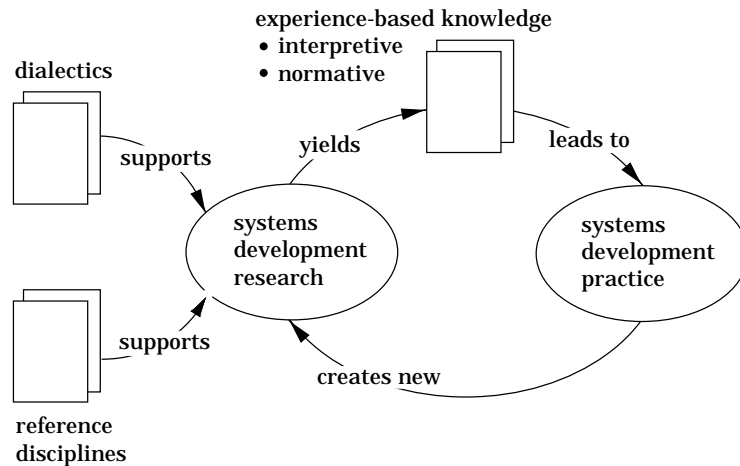 experience-based knowledge
• interpretive
• normative
dialectics
supports
yields
leads to
systems
development
research
systems
development
practice
supports
creates new
reference
disciplines